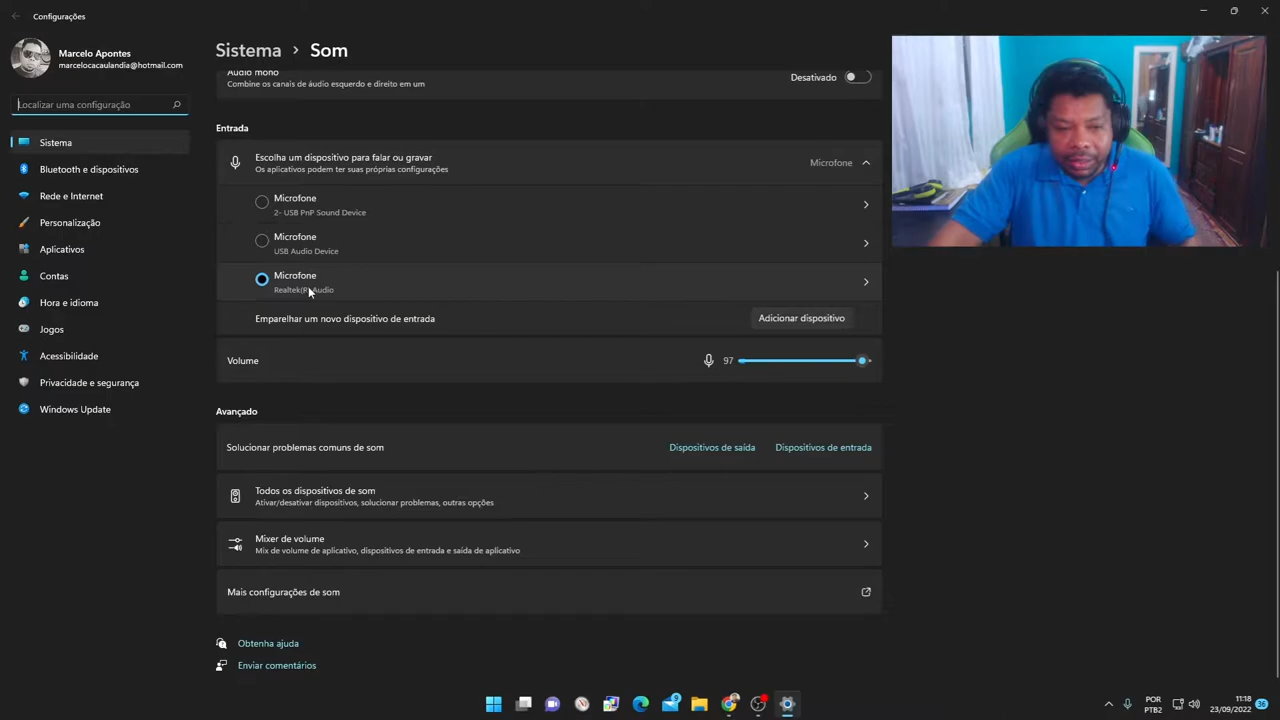 Configurações
Marcelo Apontes
marcelocacaulandia@hotmail.com
Localizar uma configuração
Sistema
Bluetooth e dispositivos
Rede e Internet
Personalização
Aplicativos
Contas
Hora e idioma
Jogos
Acessibilidade
Privacidade e segurança
Windows Update
Sistema > Som
Áudio mono
Combine os canais de áudio esquerdo e direito em um
Desativado
Entrada
Escolha um dispositivo para falar ou gravar
Os aplicativos podem ter suas próprias configurações
Microfone
Microfone
2- USB PnP Sound Device
Microfone
USB Audio Device
Microfone
Realtek(R) Audio
Emparelhar um novo dispositivo de entrada
Adicionar dispositivo
Volume
97
Avançado
Solucionar problemas comuns de som
Dispositivos de saída
Dispositivos de entrada
Todos os dispositivos de som
Ativar/desativar dispositivos, solucionar problemas, outras opções
Mixer de volume
Mix de volume de aplicativo, dispositivos de entrada e saída de aplicativo
Mais configurações de som
Obtenha ajuda
Enviar comentários
9
POR
PTB2
11:18
23/09/2022
36